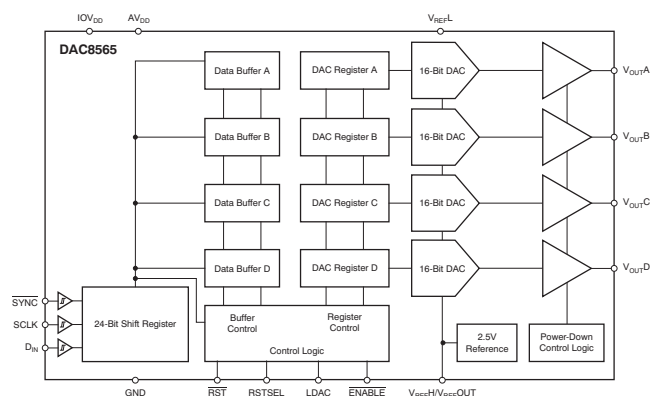 IOVDD AVDD VREFL
DAC8565
Data Buffer A DAC Register A 16-Bit DAC VOUTA
Data Buffer B DAC Register B 16-Bit DAC VOUTB
Data Buffer C DAC Register C 16-Bit DAC VOUTC
Data Buffer D DAC Register D 16-Bit DAC VOUTD
SYNC
SCLK
DIN
24-Bit Shift Register
Buffer
Control
Register
Control
Control Logic
2.5V
Reference
Power-Down
Control Logic
GND RST RSTSEL LDAC ENABLE VREFH/VREFOUT